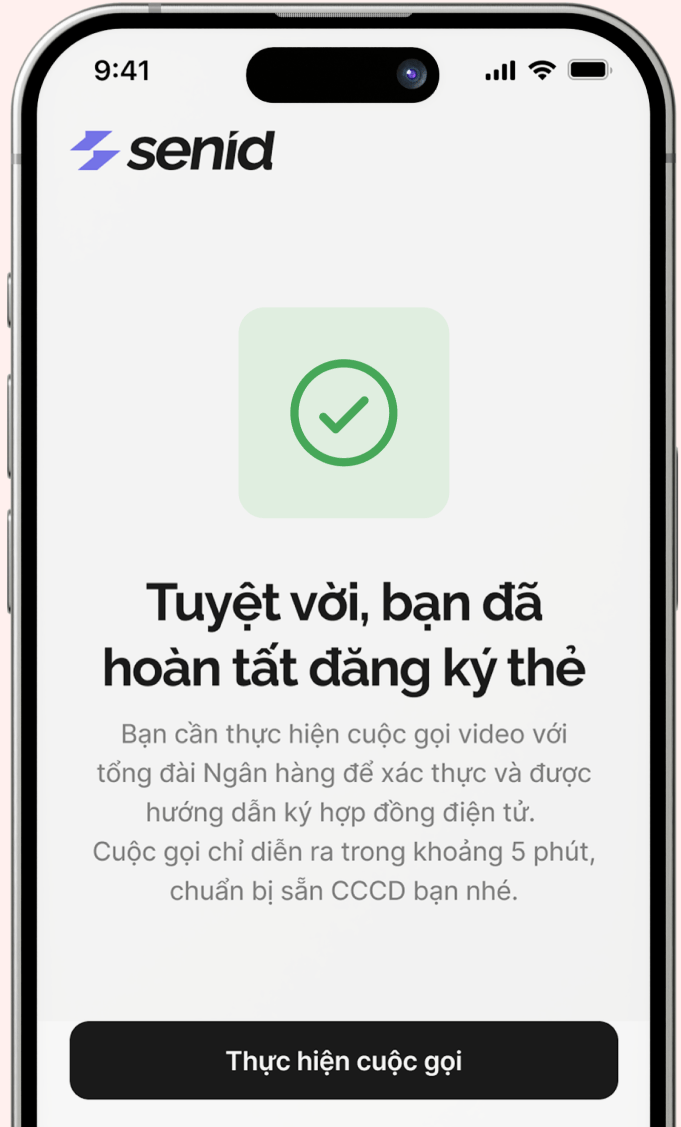 9:41
seníd
Tuyệt vời, bạn đã
hoàn tất đăng ký thẻ
Bạn cần thực hiện cuộc gọi video với
tổng đài Ngân hàng để xác thực và được
hướng dẫn ký hợp đồng điện tử.
Cuộc gọi chỉ diễn ra trong khoảng 5 phút,
chuẩn bị sẵn CCCD bạn nhé.
Thực hiện cuộc gọi